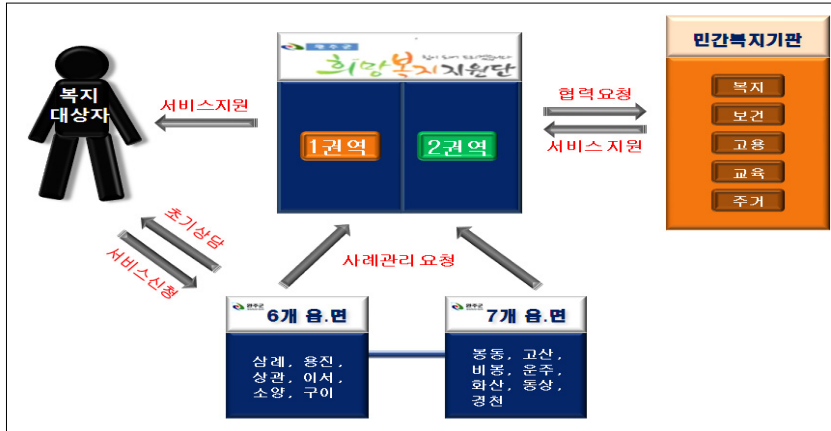 완주군
희망복지지원단
민간복지기관
복지
대상자
서비스지원
1권역
2권역
협력요청
서비스 지원
복지
보건
고용
교육
주거
초기상담
서비스신청
사례관리 요청
완주군
6개 읍.면
삼례, 용진,
상관, 이서,
소양, 구이
완주군
7개 읍.면
봉동, 고산,
비봉, 운주,
화산, 동상,
경천